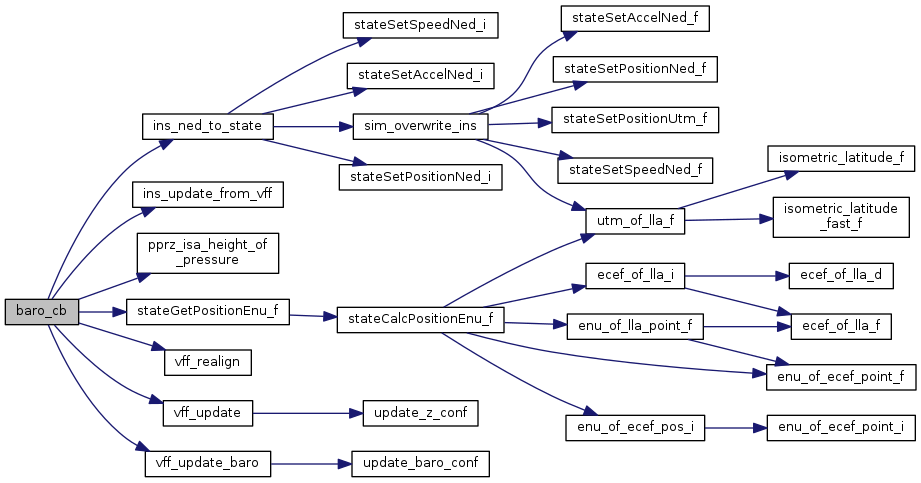 baro_cb
ins_ned_to_state
ins_update_from_vff
pprz_isa_height_of
_pressure
stateGetPositionEnu_f
vff_realign
vff_update
vff_update_baro
stateSetSpeedNed_i
stateSetAccelNed_i
sim_overwrite_ins
stateSetPositionNed_i
stateCalcPositionEnu_f
update_z_conf
update_baro_conf
stateSetAccelNed_f
stateSetPositionNed_f
stateSetPositionUtm_f
stateSetSpeedNed_f
utm_of_lla_f
ecef_of_lla_i
enu_of_lla_point_f
enu_of_ecef_pos_i
isometric_latitude_f
isometric_latitude
_fast_f
ecef_of_lla_d
ecef_of_lla_f
enu_of_ecef_point_f
enu_of_ecef_point_i